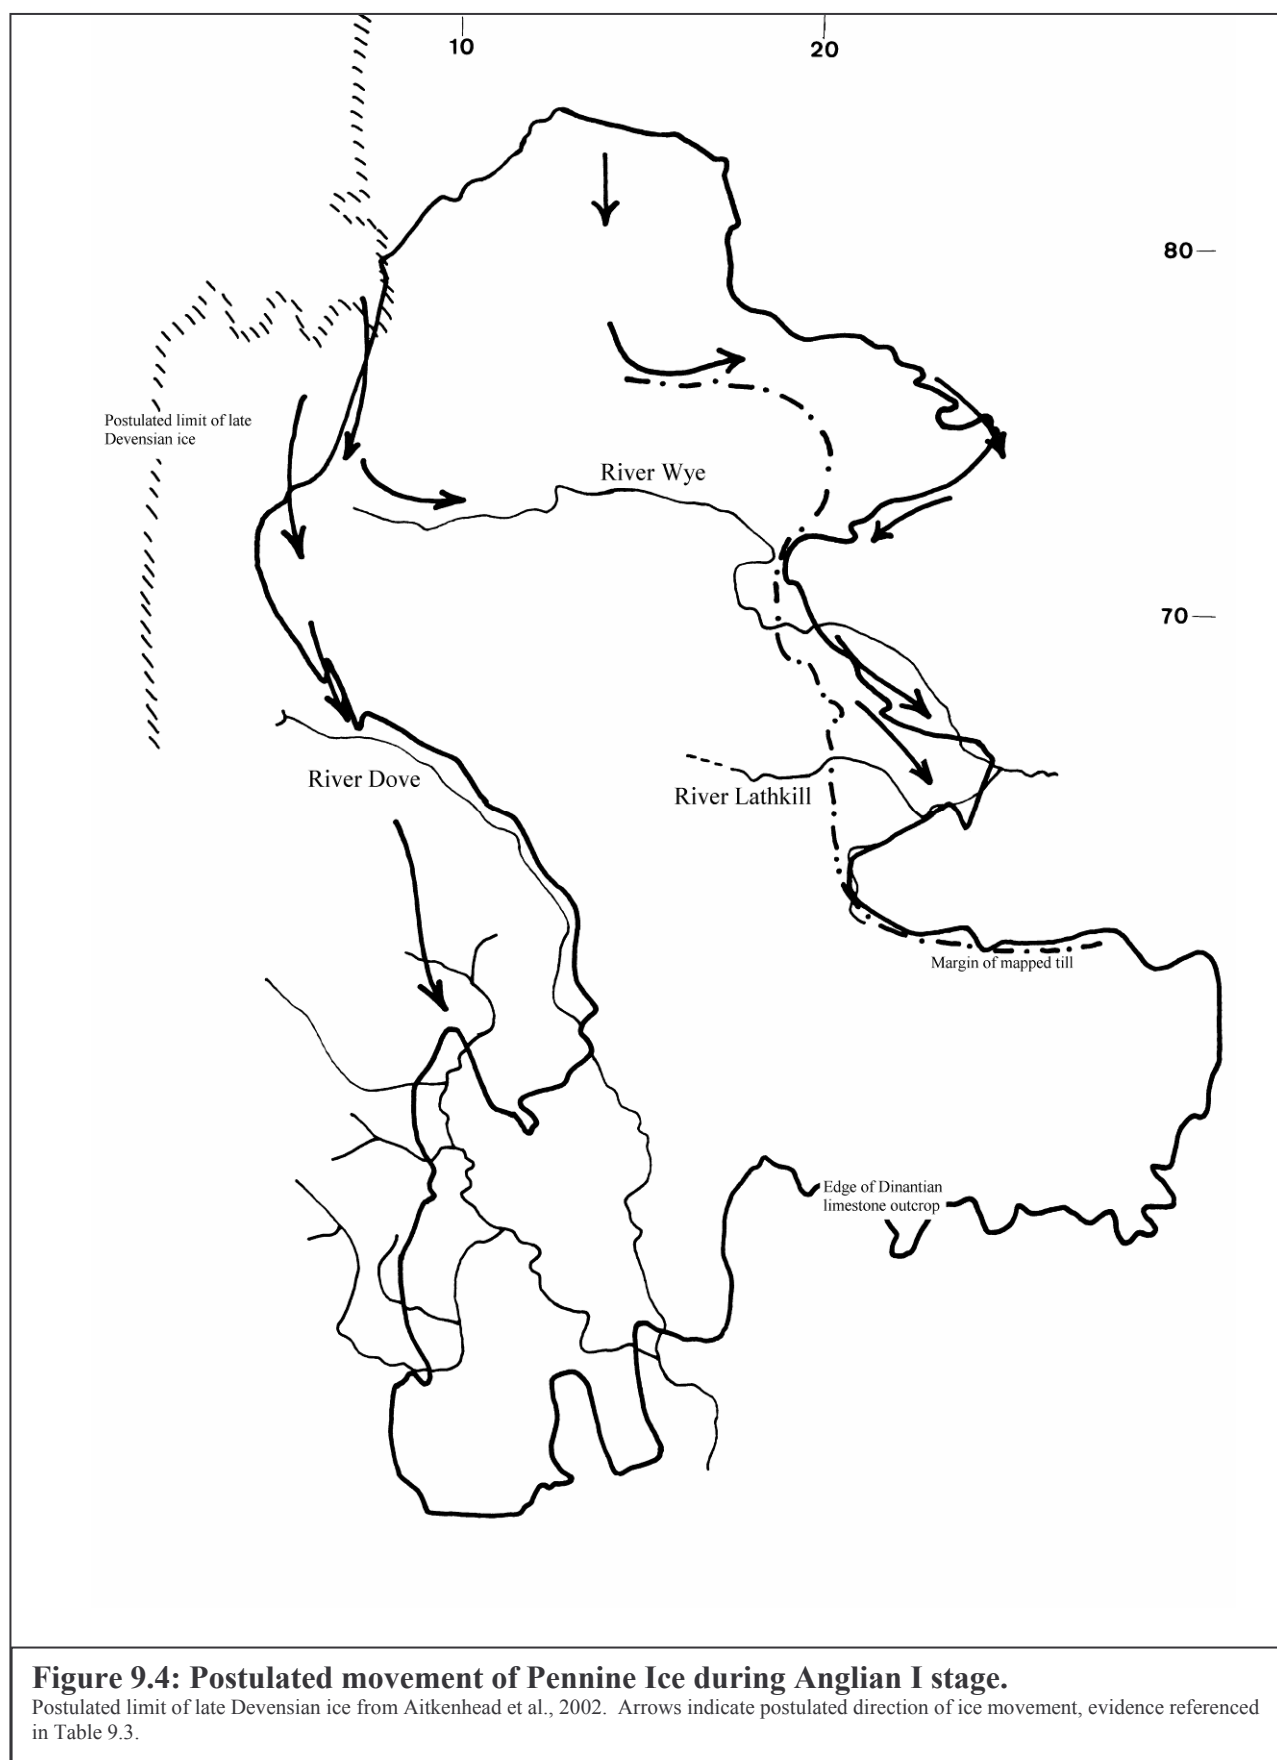 10
20
80
Postulated limit of late
Devensian ice
River Wye
70
River Dove
River Lathkill
Margin of mapped till
Edge of Dinantian
limestone outcrop
Figure 9.4: Postulated movement of Pennine Ice during Anglian I stage.
Postulated limit of late Devensian ice from Aitkenhead et al., 2002.  Arrows indicate postulated direction of ice movement, evidence referenced
in Table 9.3.